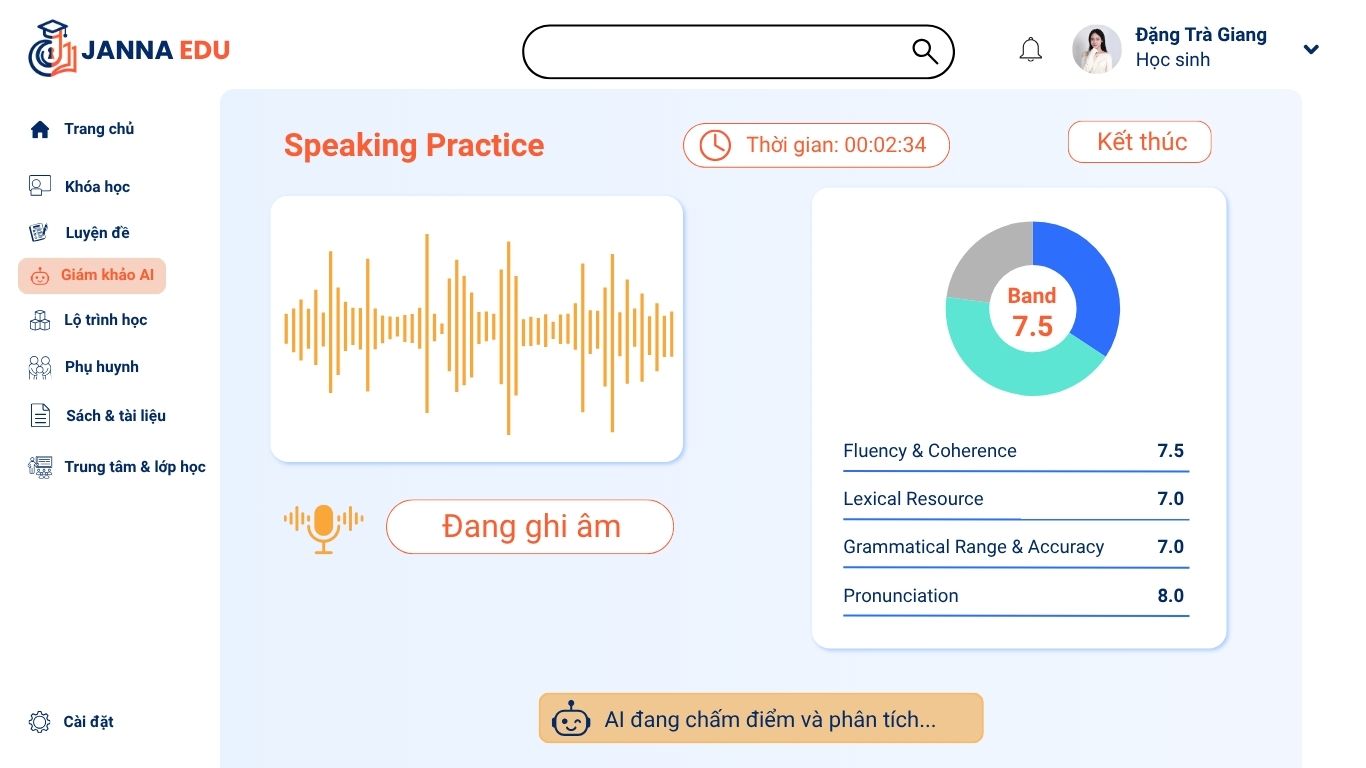 JANNA EDU
Đặng Trà Giang
Học sinh
Trang chủ
Khóa học
Luyện đề
Giám khảo AI
Lộ trình học
Phụ huynh
Sách & tài liệu
Trung tâm & lớp học
Cài đặt
Speaking Practice
Thời gian: 00:02:34
Kết thúc
Đang ghi âm
Band
7.5
Fluency & Coherence 7.5
Lexical Resource 7.0
Grammatical Range & Accuracy 7.0
Pronunciation 8.0
AI đang chấm điểm và phân tích...